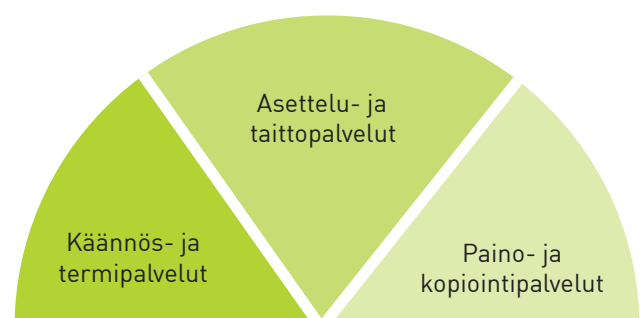 Asettelu- ja
taittopalvelut
Käännös- ja
termipalvelut
Paino- ja
kopiointipalvelut